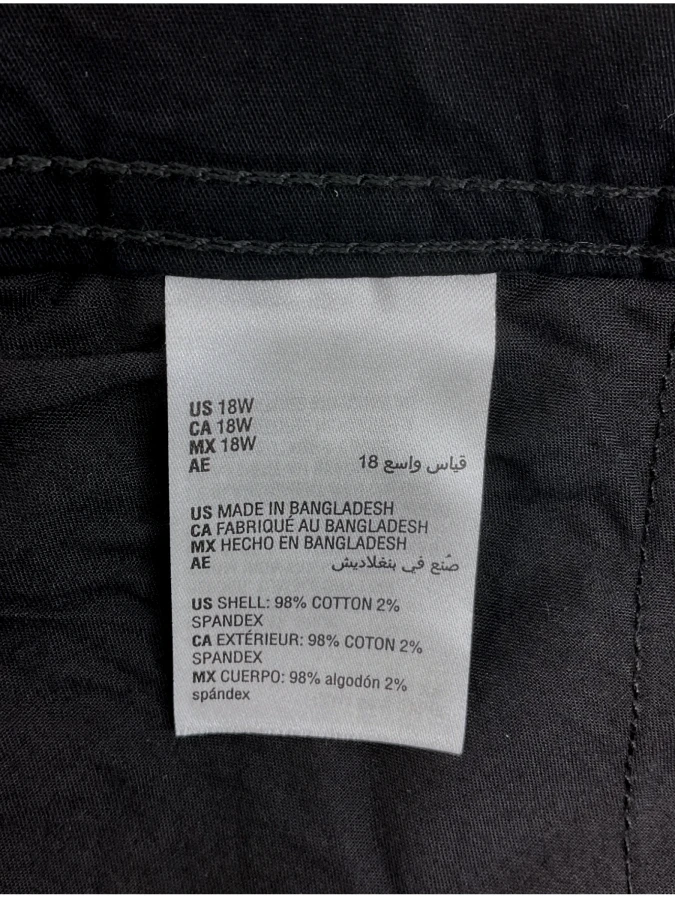 US 18W
CA 18W
MX 18W
AE قياس واسع 18
US MADE IN BANGLADESH
CA FABRIQUÉ AU BANGLADESH
MX HECHO EN BANGLADESH
AE صُنع في بنغلاديش
US SHELL: 98% COTTON 2%
SPANDEX
CA EXTÉRIEUR: 98% COTON 2%
SPANDEX
MX CUERPO: 98% algodón 2%
spándex